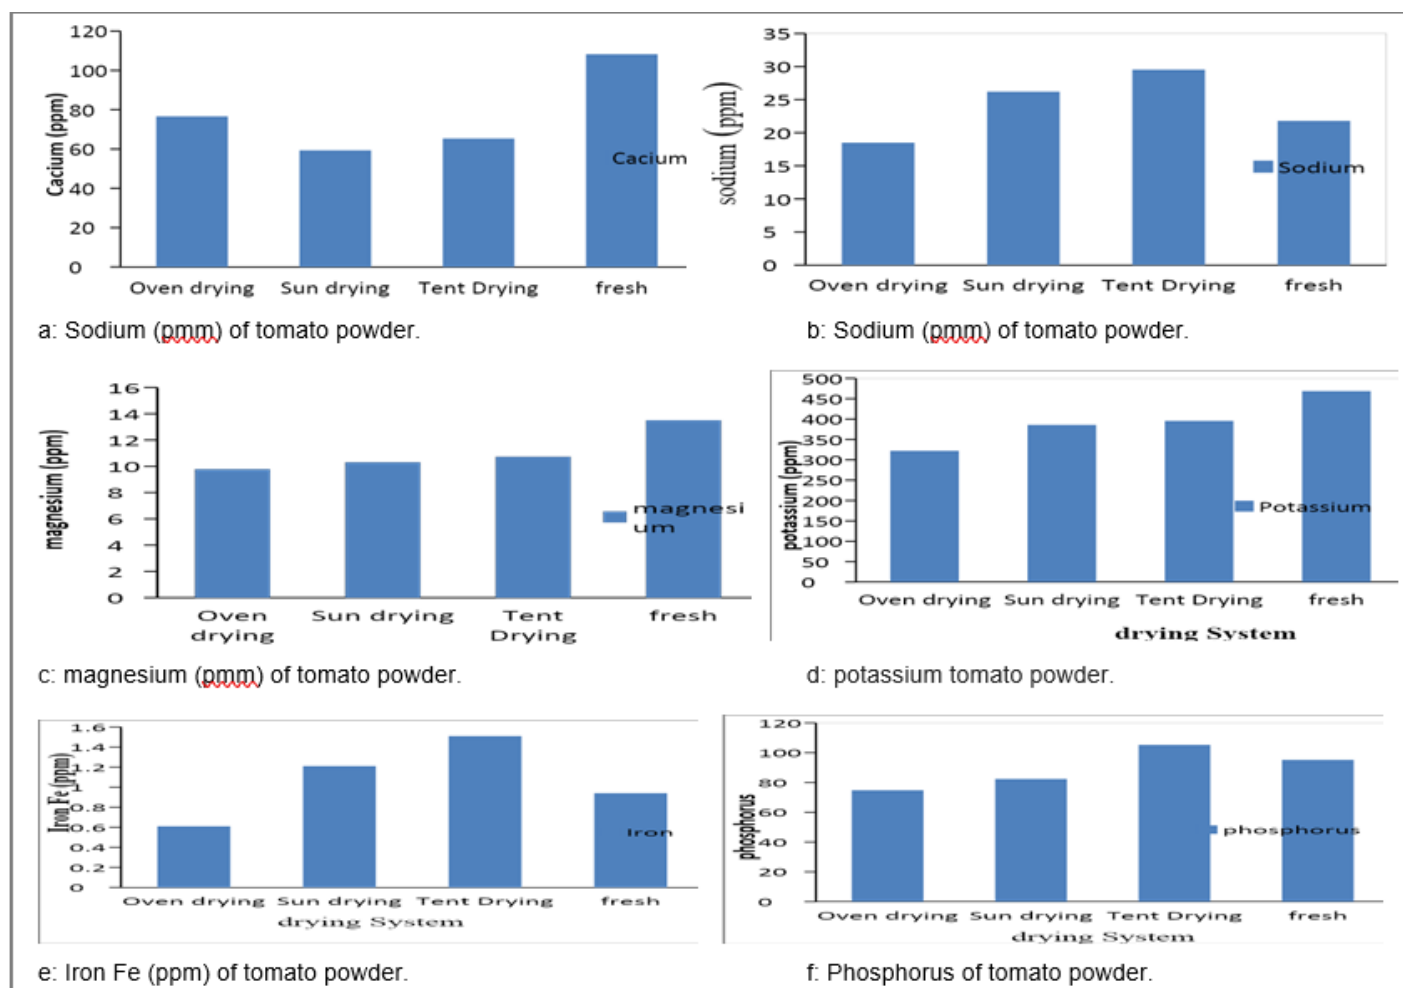 120
100
80
60
40
20
0
Cacium (ppm)
Cacium
Oven drying Sun drying Tent Drying fresh
a: Sodium (pmm) of tomato powder.
35
30
25
20
15
10
5
0
sodium (ppm)
Sodium
Oven drying Sun drying Tent Drying fresh
b: Sodium (pmm) of tomato powder.
16
14
12
10
8
6
4
2
0
magnesium (ppm)
magnesi
um
Oven Sun drying Tent fresh
drying Drying
c: magnesium (pmm) of tomato powder.
500
450
400
350
300
250
200
150
100
50
0
potassium (ppm)
Potassium
Oven drying Sun drying Tent Drying fresh
drying System
d: potassium tomato powder.
1.6
1.4
1.2
1
0.8
0.6
0.4
0.2
0
Iron Fe (ppm)
Iron
Oven drying Sun drying Tent Drying fresh
drying System
e: Iron Fe (ppm) of tomato powder.
120
100
80
60
40
20
0
phosphorus
phosphorus
Oven drying Sun drying Tent Drying fresh
drying System
f: Phosphorus of tomato powder.